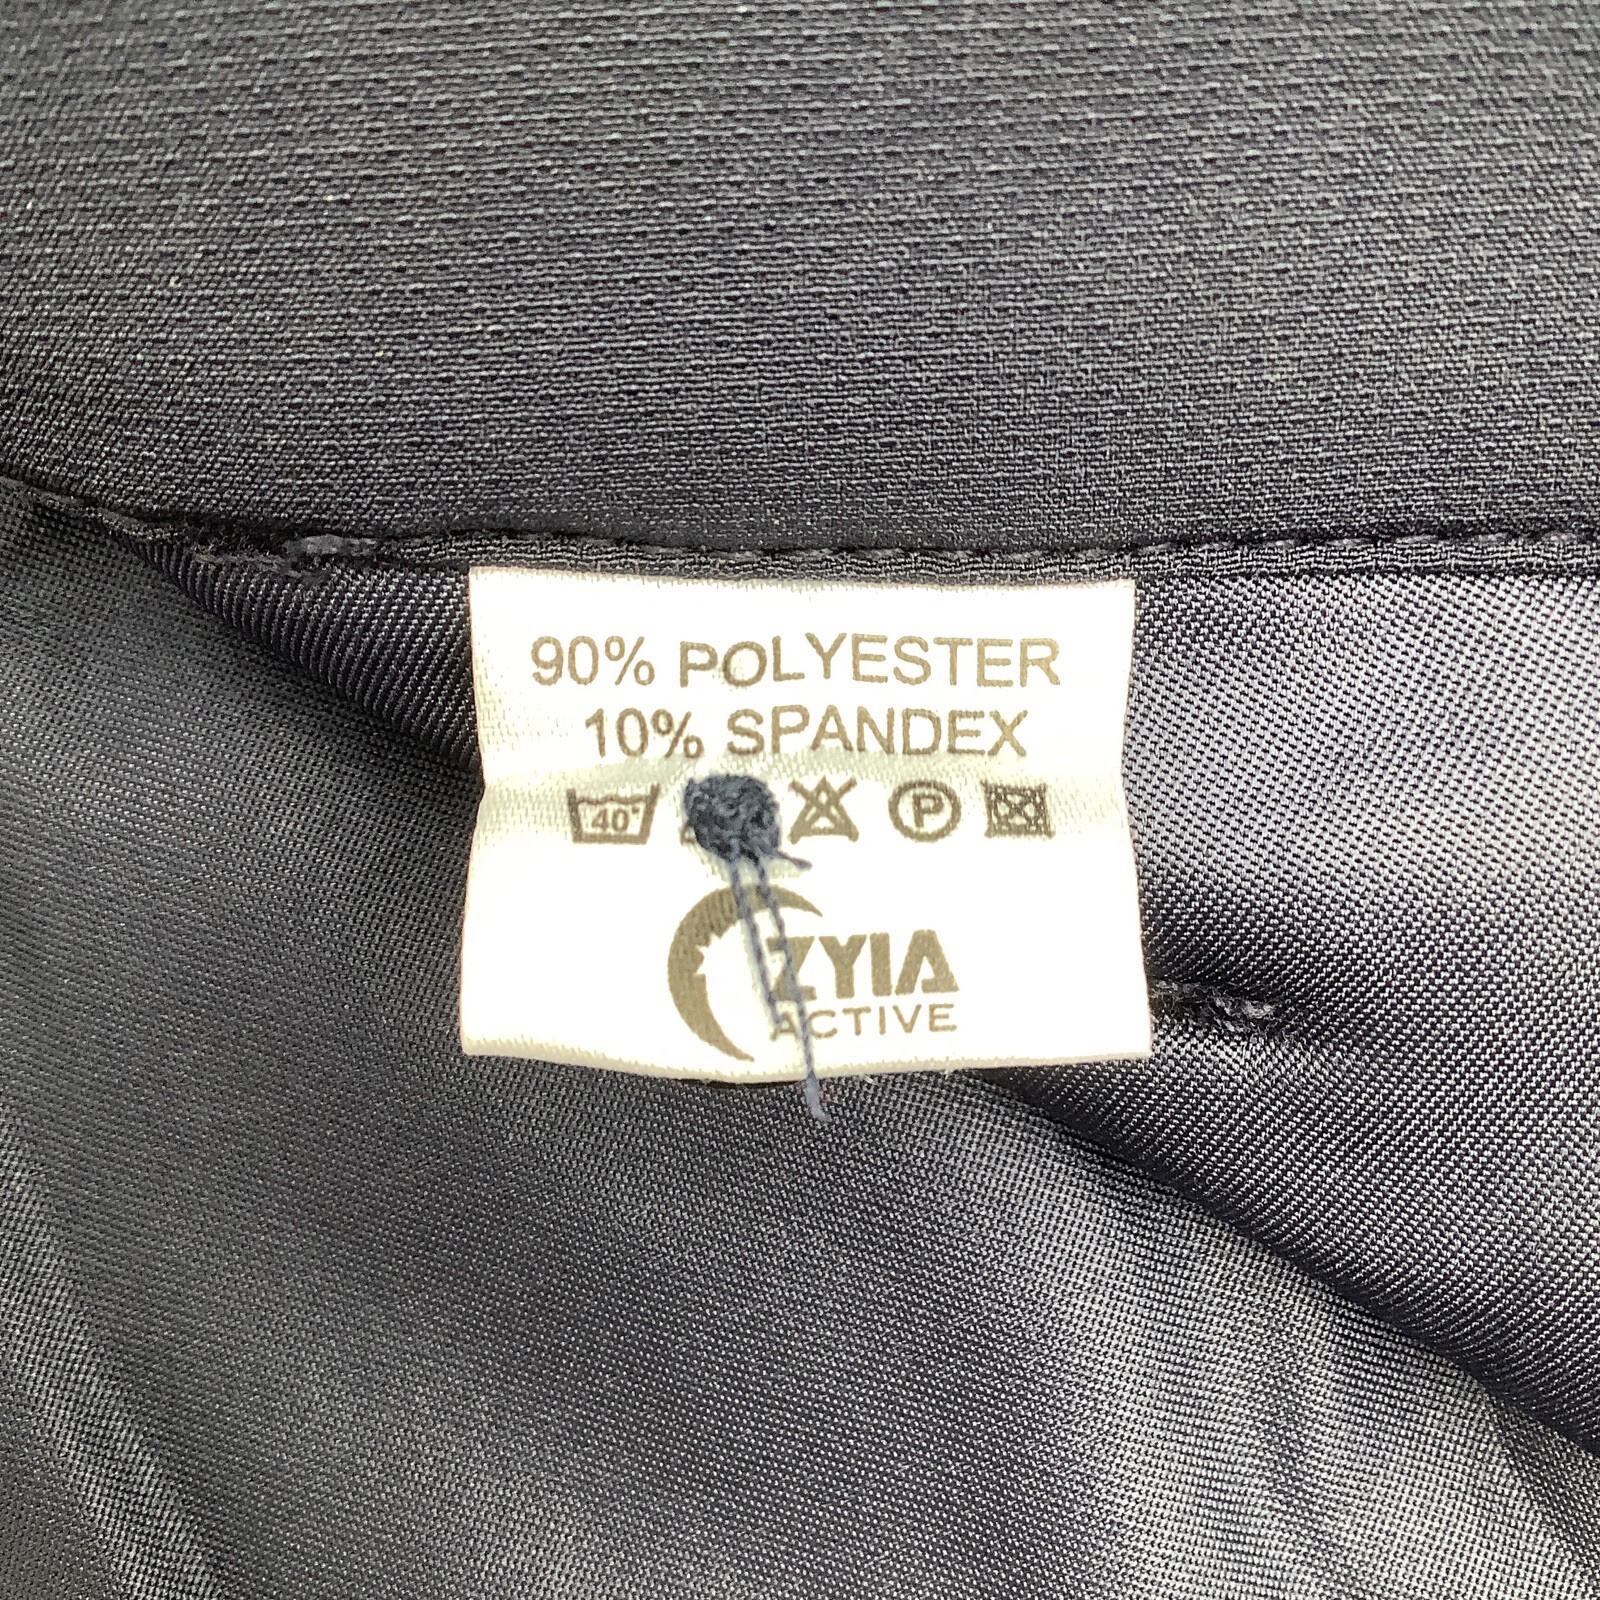 90% POLYESTER
10% SPANDEX
40°
P
ZYIA
ACTIVE